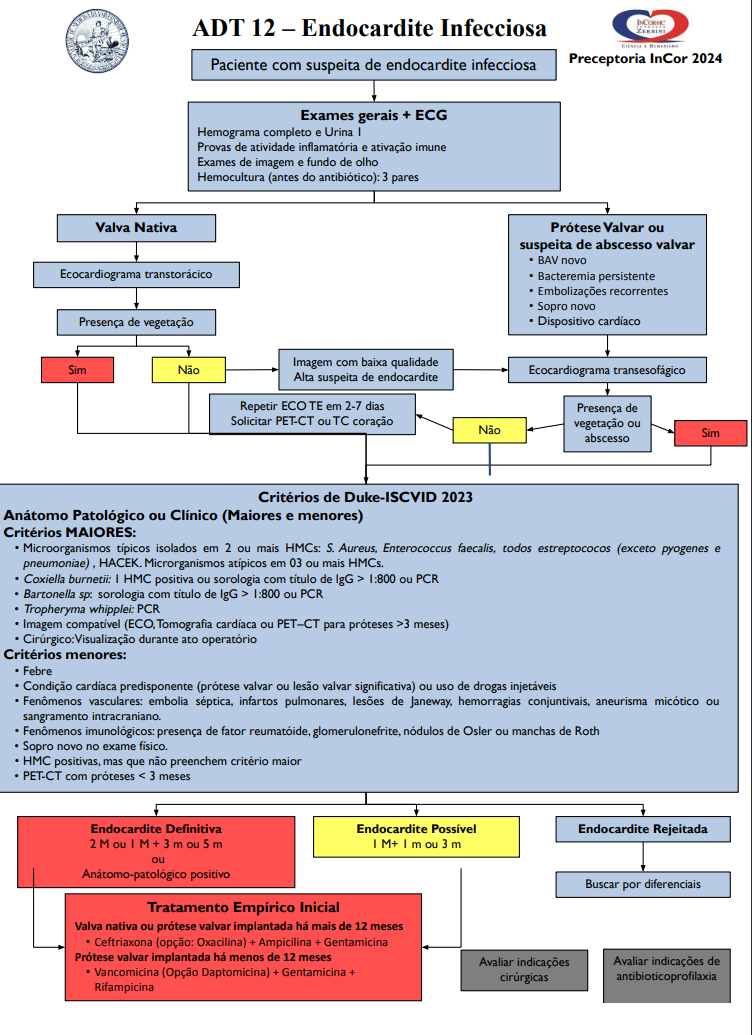 ADT 12 – Endocardite Infecciosa
INCOR·HC
FUNDAÇÃO
ZERBINI
CIÊNCIA E HUMANISMO
Preceptoria InCor 2024
Paciente com suspeita de endocardite infecciosa
Exames gerais + ECG
Hemograma completo e Urina 1
Provas de atividade inflamatória e ativação imune
Exames de imagem e fundo de olho
Hemocultura (antes do antibiótico): 3 pares
Valva Nativa
Ecocardiograma transtorácico
Presença de vegetação
Sim
Não
Imagem com baixa qualidade
Alta suspeita de endocardite
Prótese Valvar ou
suspeita de abscesso valvar
• BAV novo
• Bacteremia persistente
• Embolizações recorrentes
• Sopro novo
• Dispositivo cardíaco
Ecocardiograma transesofágico
Presença de
vegetação ou
abscesso
Não
Sim
Repetir ECO TE em 2-7 dias
Solicitar PET-CT ou TC coração
Critérios de Duke-ISCVID 2023
Anátomo Patológico ou Clínico (Maiores e menores)
Critérios MAIORES:
• Microorganismos típicos isolados em 2 ou mais HMCs: S. Aureus, Enterococcus faecalis, todos estreptococos (exceto pyogenes e
pneumoniae) , HACEK. Microrganismos atípicos em 03 ou mais HMCs.
• Coxiella burnetii: 1 HMC positiva ou sorologia com título de IgG > 1:800 ou PCR
• Bartonella sp: sorologia com título de IgG > 1:800 ou PCR
• Tropheryma whipplei: PCR
• Imagem compatível (ECO, Tomografia cardíaca ou PET–CT para próteses >3 meses)
• Cirúrgico: Visualização durante ato operatório
Critérios menores:
• Febre
• Condição cardíaca predisponente (prótese valvar ou lesão valvar significativa) ou uso de drogas injetáveis
• Fenômenos vasculares: embolia séptica, infartos pulmonares, lesões de Janeway, hemorragias conjuntivais, aneurisma micótico ou
sangramento intracraniano.
• Fenômenos imunológicos: presença de fator reumatóide, glomerulonefrite, nódulos de Osler ou manchas de Roth
• Sopro novo no exame físico.
• HMC positivas, mas que não preenchem critério maior
• PET-CT com próteses < 3 meses
Endocardite Definitiva
2 M ou 1 M + 3 m ou 5 m
ou
Anátomo-patológico positivo
Endocardite Possível
1 M+ 1 m ou 3 m
Endocardite Rejeitada
Buscar por diferenciais
Tratamento Empírico Inicial
Valva nativa ou prótese valvar implantada há mais de 12 meses
• Ceftriaxona (opção: Oxacilina) + Ampicilina + Gentamicina
Prótese valvar implantada há menos de 12 meses
• Vancomicina (Opção Daptomicina) + Gentamicina +
Rifampicina
Avaliar indicações
cirúrgicas
Avaliar indicações de
antibioticoprofilaxia